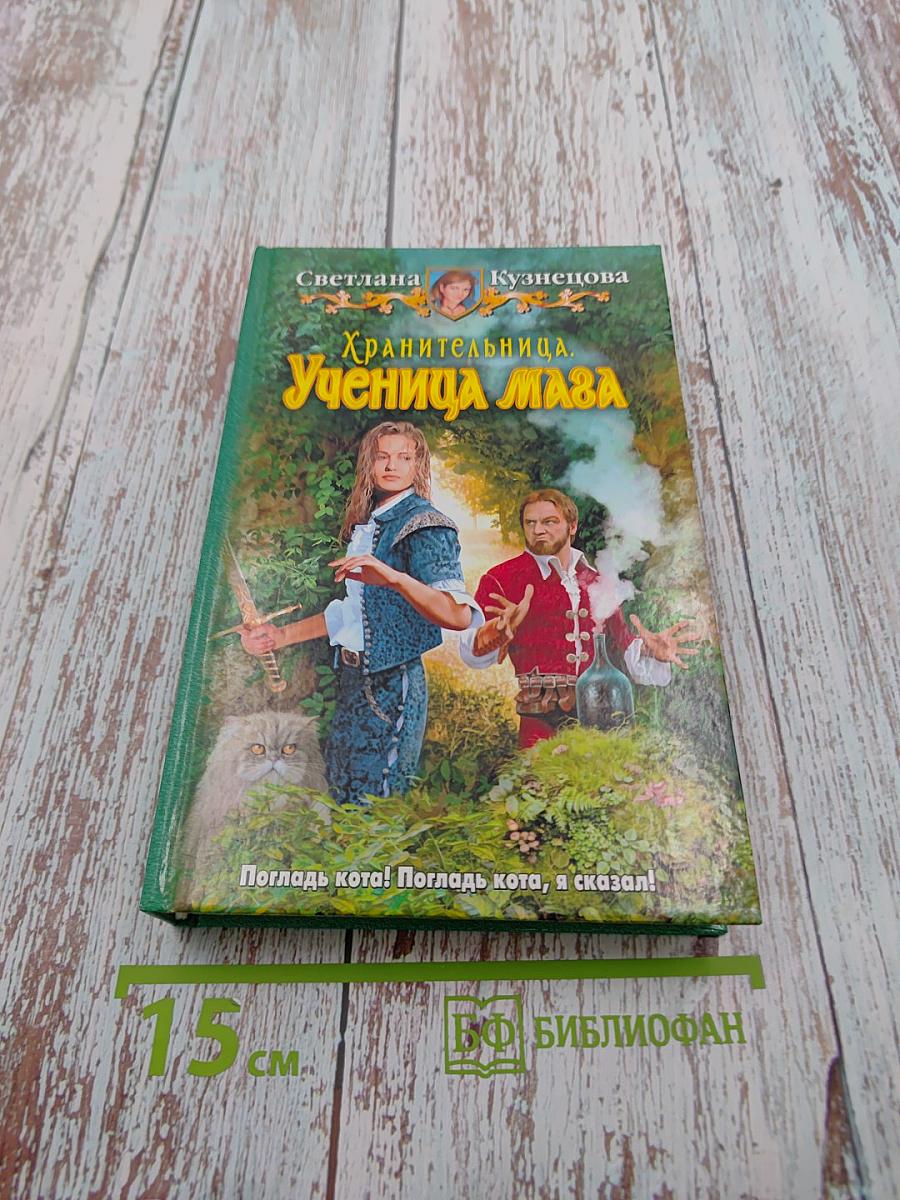 Светлана Кузнецова
Хранительница.
Ученица мага
Погладь кота! Погладь кота, я сказал!
15 см
БФ БИБЛИОФАН